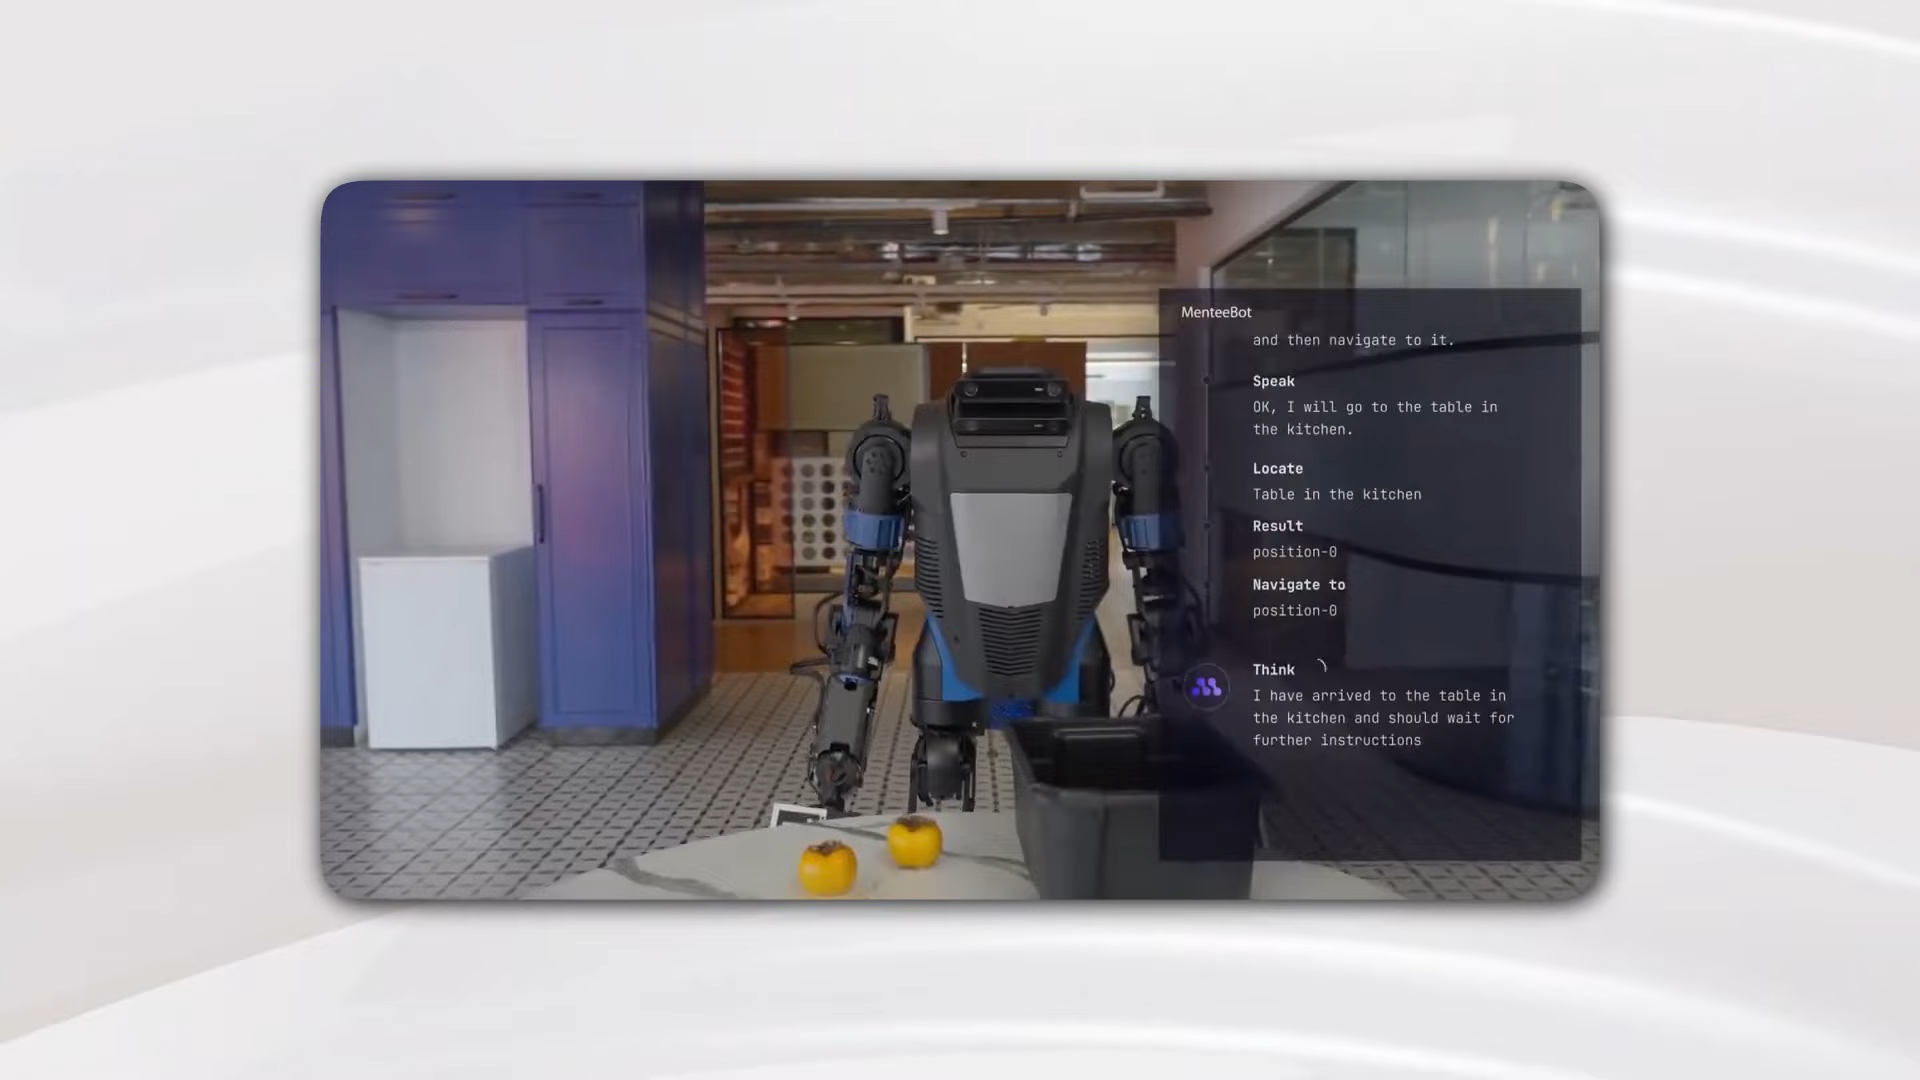 MenteeBot
and then navigate to it.
Speak
OK, I will go to the table in
the kitchen.
Locate
Table in the kitchen
Result
position-0
Navigate to
position-0
Think
I have arrived to the table in
the kitchen and should wait for
further instructions